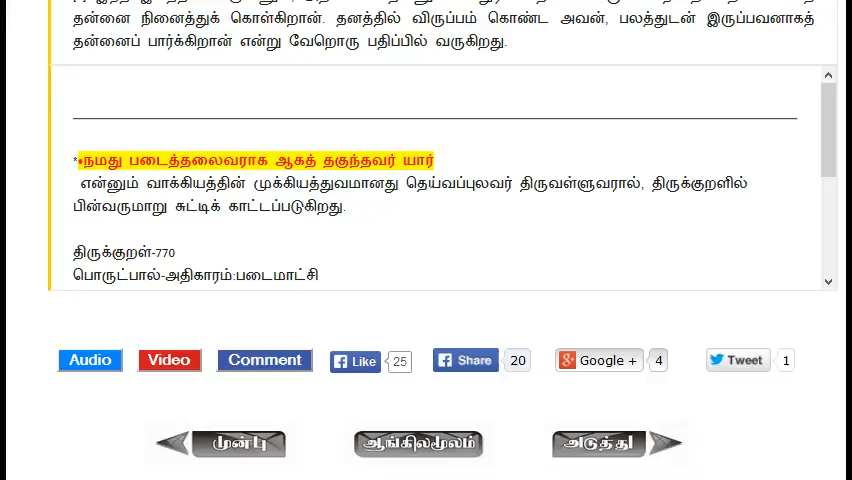 தன்னை நினைத்துக் கொள்கிறான். தனத்தில் விருப்பம் கொண்ட அவன், பலத்துடன் இருப்பவனாகத்
தன்னைப் பார்க்கிறான் என்று வேறொரு பதிப்பில் வருகிறது.
*•நமது படைத்தலைவராக ஆகத் தகுந்தவர் யார்
என்னும் வாக்கியத்தின் முக்கியத்துவமானது தெய்வப்புலவர் திருவள்ளுவரால், திருக்குறளில்
பின்வருமாறு சுட்டிக் காட்டப்படுகிறது.
திருக்குறள்-770
பொருட்பால்-அதிகாரம்:படைமாட்சி
Audio Video Comment Like 25 Share 20 Google + 4 Tweet 1
முன்பு ஆங்கிலமூலம் அடுத்து